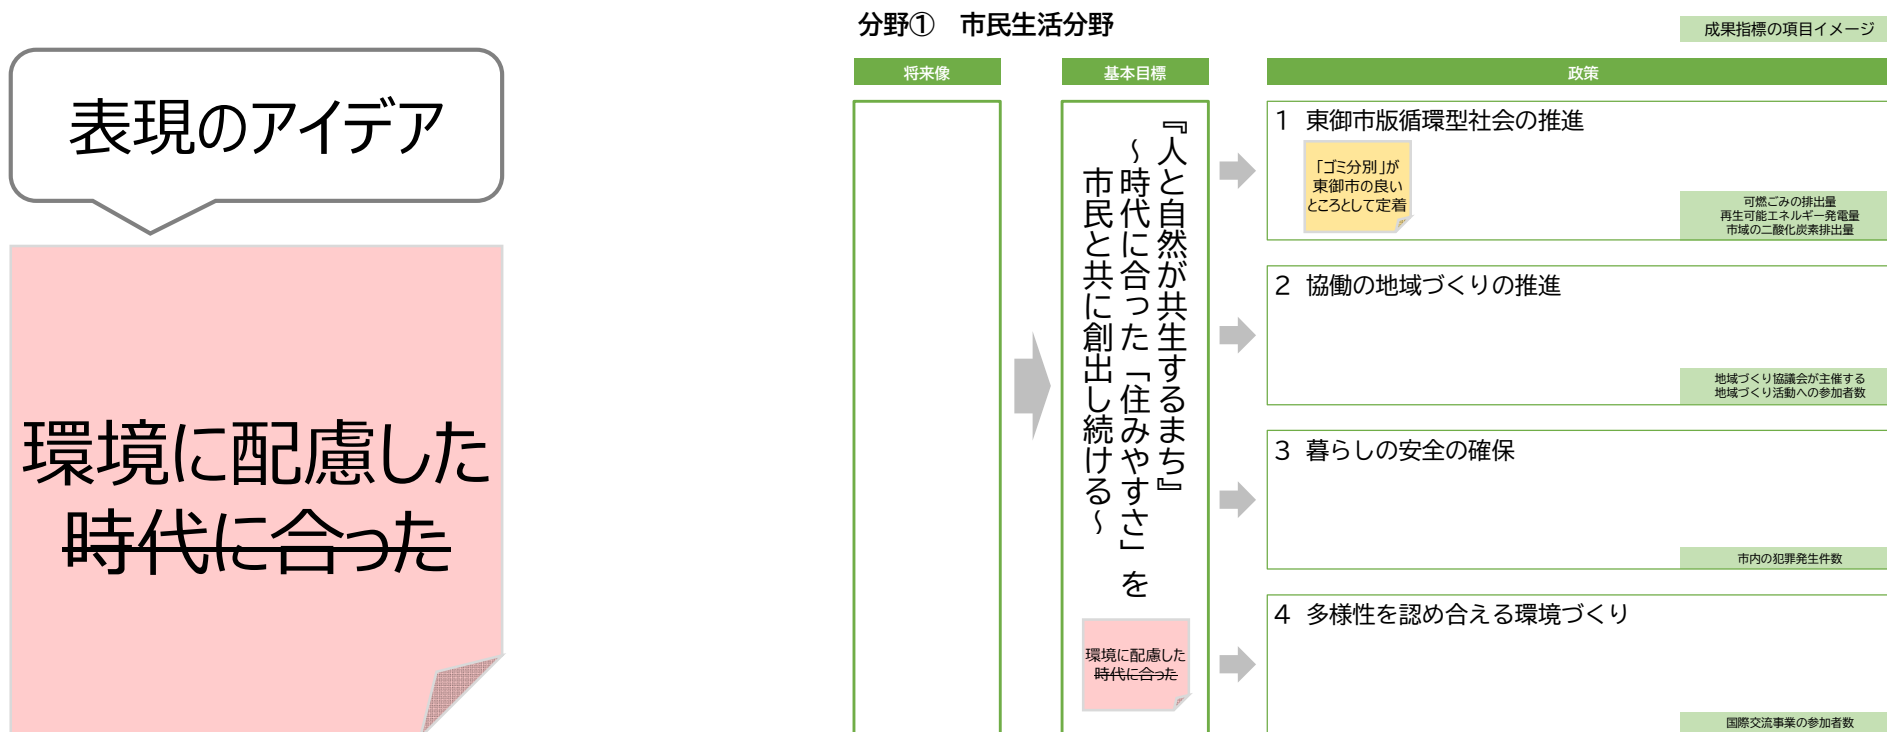 表現のアイデア
環境に配慮した
時代に合った
分野① 市民生活分野
成果指標の項目イメージ
将来像
基本目標
政策
『人と自然が共生するまち』
～時代に合った「住みやすさ」を
市民と共に創出し続ける～
環境に配慮した
時代に合った
1 東御市版循環型社会の推進
「ゴミ分別」が
東御市の良い
ところとして定着
可燃ごみの排出量
再生可能エネルギー発電量
市域の二酸化炭素排出量
2 協働の地域づくりの推進
地域づくり協議会が主催する
地域づくり活動への参加者数
3 暮らしの安全の確保
市内の犯罪発生件数
4 多様性を認め合える環境づくり
国際交流事業の参加者数